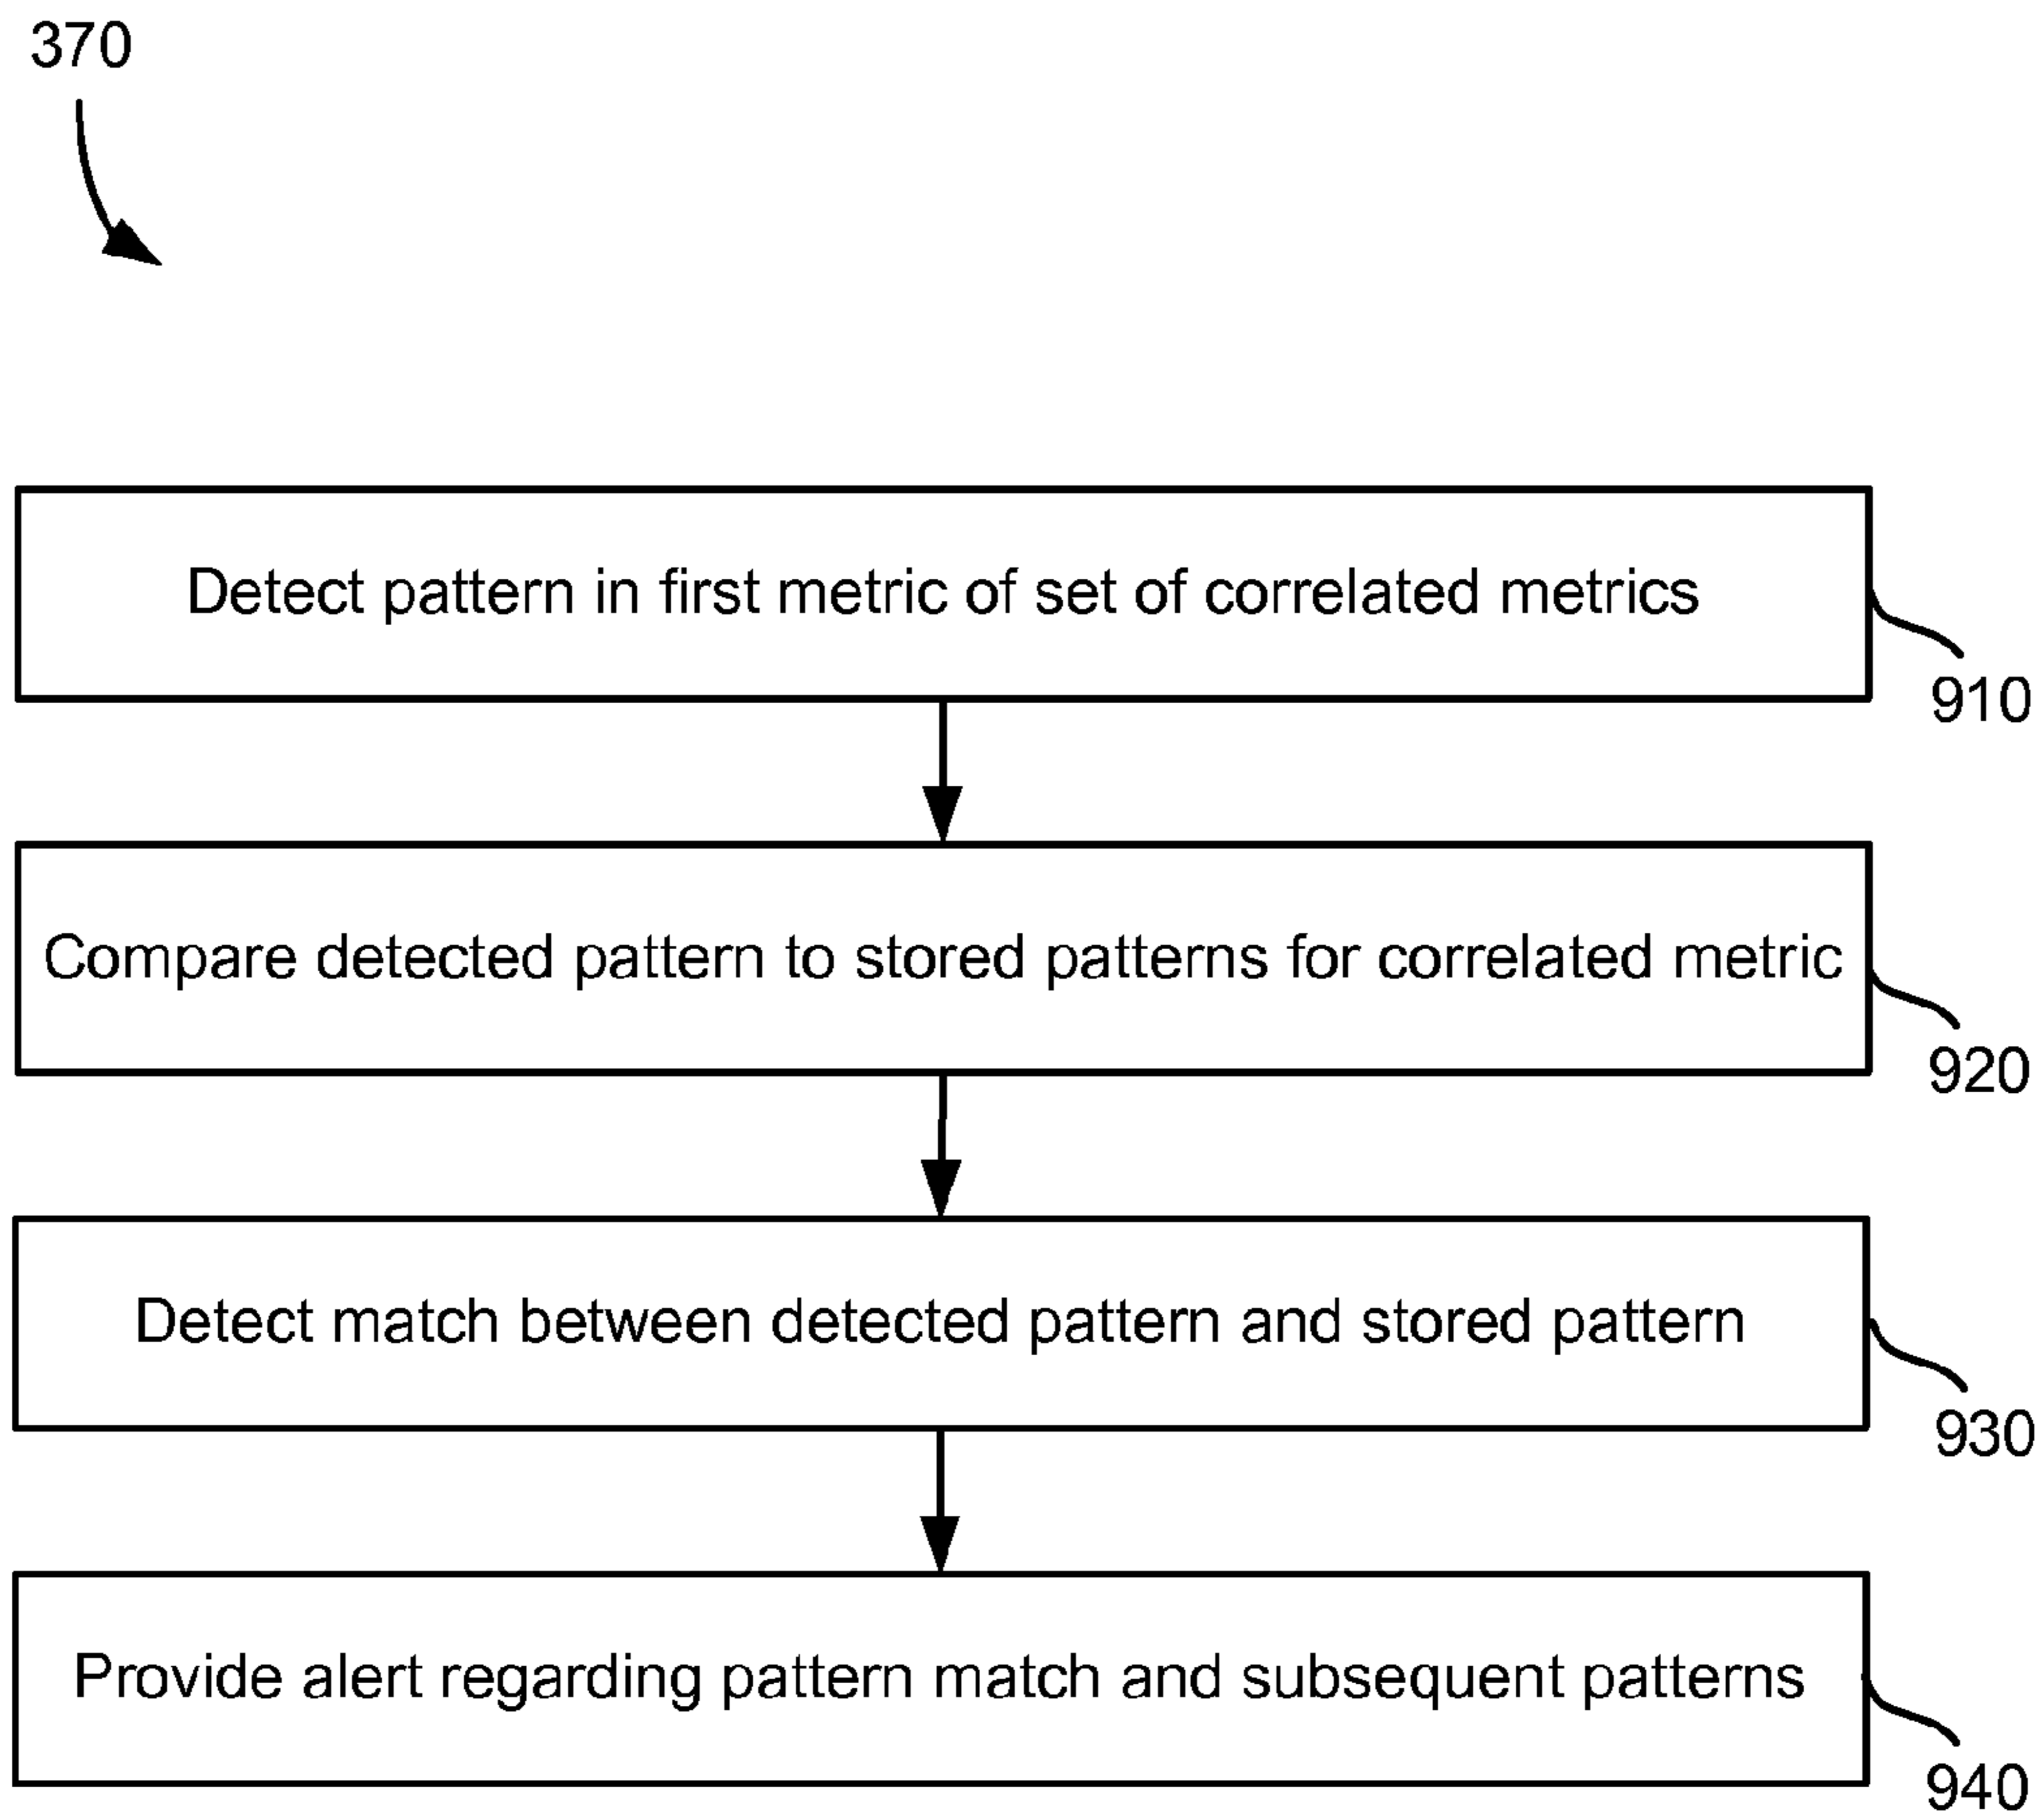 370
Detect pattern in first metric of set of correlated metrics
910
Compare detected pattern to stored patterns for correlated metric
920
Detect match between detected pattern and stored pattern
930
Provide alert regarding pattern match and subsequent patterns
940